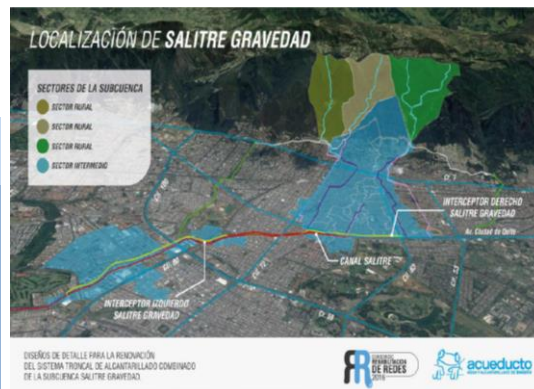 LOCALIZACIÓN DE SALITRE GRAVEDAD
SECTORES DE LA SUBCUENCA
SECTOR RURAL
SECTOR RURAL
SECTOR RURAL
SECTOR INTERMEDIO
INTERCEPTOR DERECHO
SALITRE GRAVEDAD
Av. Ciudad de Quito
CANAL SALITRE
INTERCEPTOR IZQUIERDO
SALITRE GRAVEDAD
DISEÑOS DE DETALLE PARA LA RENOVACIÓN
DEL SISTEMA TRONCAL DE ALCANTARILLADO COMBINADO
DE LA SUBCUENCA SALITRE GRAVEDAD.
RR
REHABILITACIÓN
DE REDES
acueducto